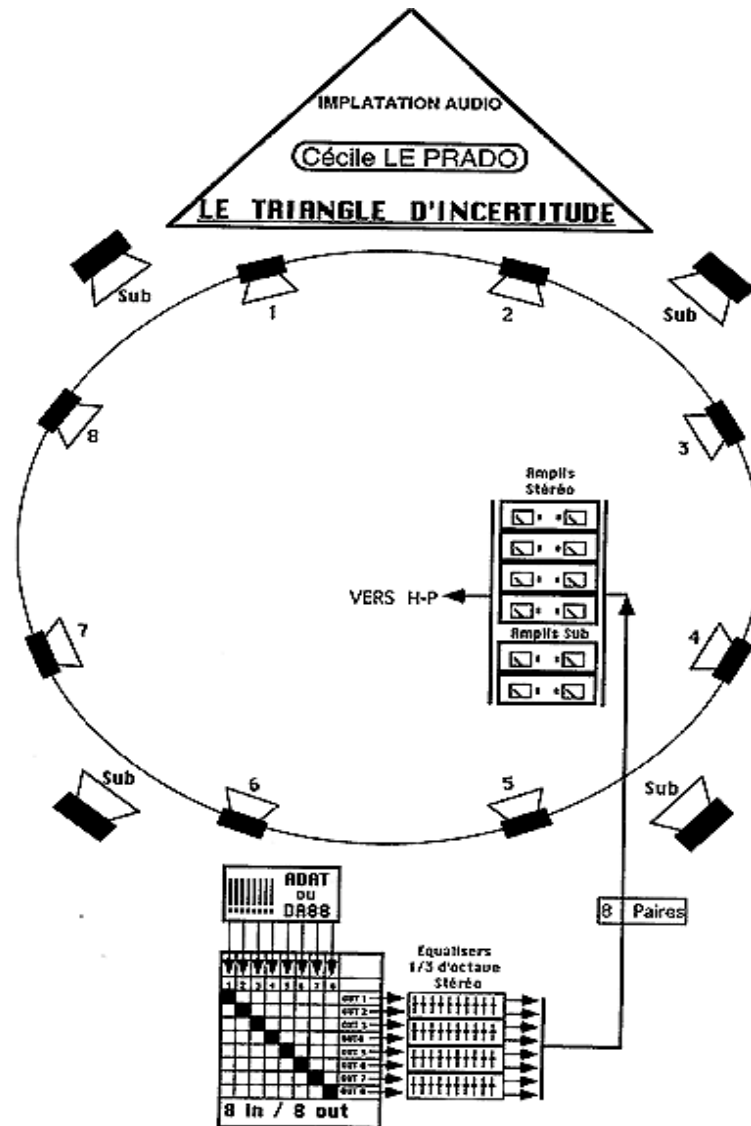 IMPLATATION AUDIO
Cécile LE PRADO
LE TRIANGLE D'INCERTITUDE
Sub
1
2
Sub
8
3
Amplis
Stéréo
VERS H-P
Amplis Sub
7
4
Sub
6
5
Sub
ADAT
OU
DA88
8 Paires
Equalisers
1/3 d'octave
Stéréo
1 2 3 4 5 6 7 8
OUT 1
OUT 2
OUT 3
OUT 4
OUT 5
OUT 6
OUT 7
OUT 8
8 in / 8 out